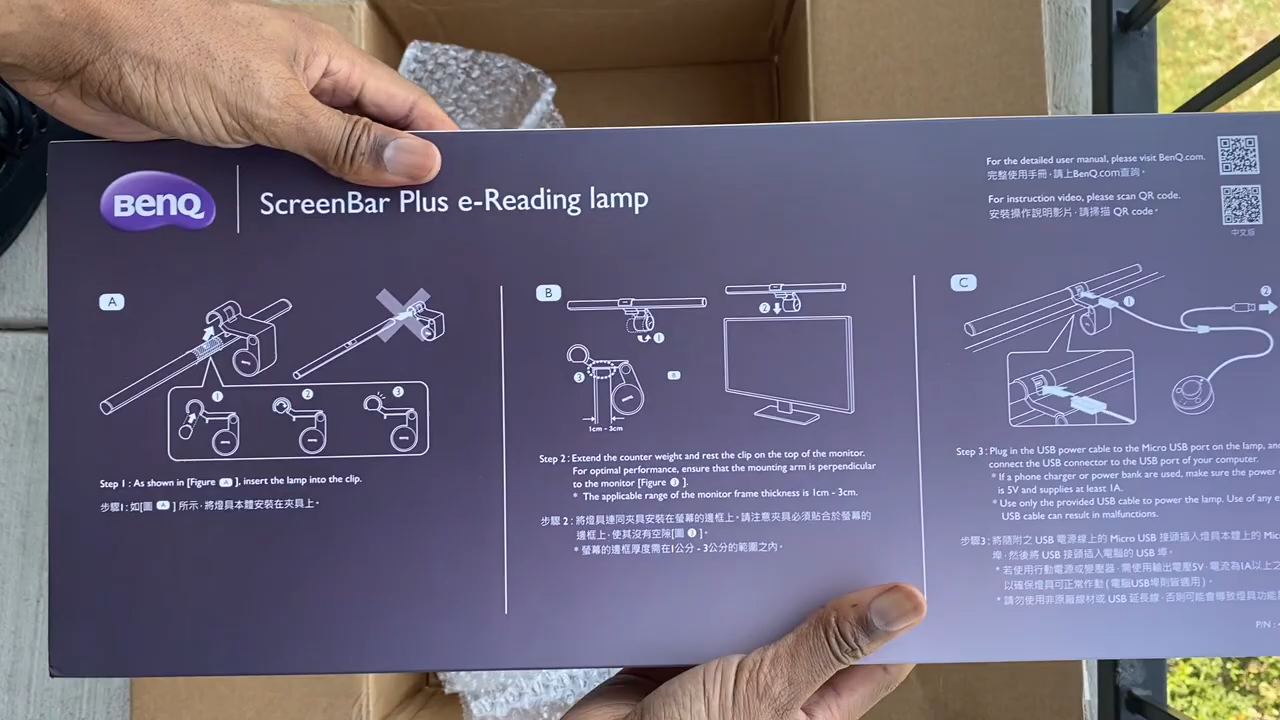 BenQ
ScreenBar Plus e-Reading lamp
For the detailed user manual, please visit BenQ.com.
完整使用手冊，請上BenQ.com查詢。
For instruction video, please scan QR code.
安裝操作說明影片，請掃描 QR code。
中文版
A
1
2
3
Step 1 : As shown in [Figure A ], insert the lamp into the clip.
步驟1：如[圖 A ] 所示，將燈具本體安裝在夾具上。
B
1
2
3
B
1cm - 3cm
Step 2 : Extend the counter weight and rest the clip on the top of the monitor.
For optimal performance, ensure that the mounting arm is perpendicular
to the monitor [Figure 3 ].
* The applicable range of the monitor frame thickness is 1cm - 3cm.
步驟 2：將燈具連同夾具安裝在螢幕的邊框上，請注意夾具必須貼合於螢幕的
邊框上，使其沒有空隙[圖 3 ]。
* 螢幕的邊框厚度需在1公分 - 3公分的範圍之內。
C
1
2
Step 3 : Plug in the USB power cable to the Micro USB port on the lamp, and
connect the USB connector to the USB port of your computer.
* If a phone charger or power bank are used, make sure the power
is 5V and supplies at least 1A.
* Use only the provided USB cable to power the lamp. Use of any
USB cable can result in malfunctions.
步驟3：將隨附之 USB 電源線上的 Micro USB 接頭插入燈具本體上的
埠，然後將 USB 接頭插入電腦的 USB 埠。
* 若使用行動電源或變壓器，需使用輸出電壓5V，電流為1A以上之
以確保燈具可正常作動 ( 電腦USB埠則皆適用 )。
* 請勿使用非原廠線材或 USB 延長線，否則可能會導致燈具功能
P/N :